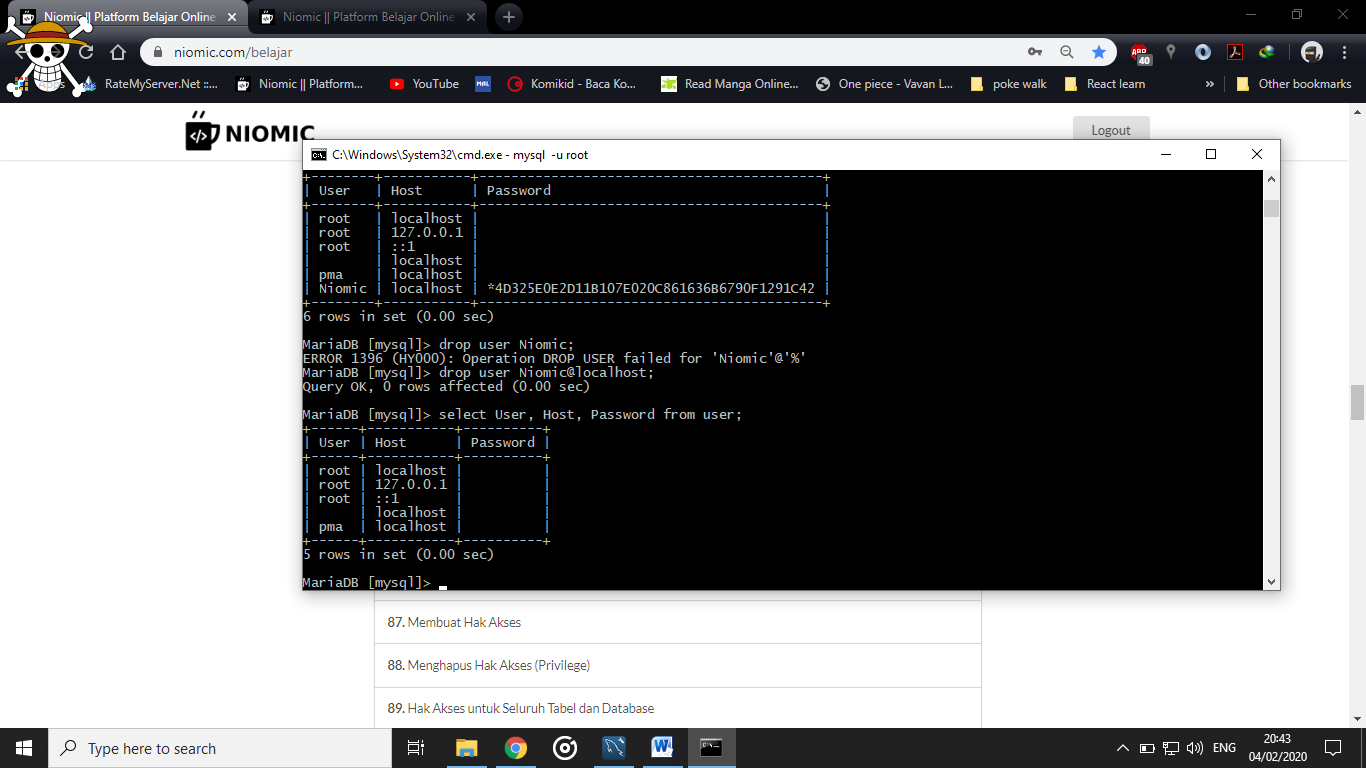 Niomic || Platform Belajar Online
Niomic || Platform Belajar Online
niomic.com/belajar
ABP
40
Apps
RateMyServer.Net ::...
Niomic || Platform...
YouTube
MAL
Komikid - Baca Ko...
Read Manga Online...
One piece - Vavan L...
poke walk
React learn
»
Other bookmarks
NIOMIC
Logout
C:\Windows\System32\cmd.exe - mysql -u root
+--------+-----------+-------------------------------------------+
| User   | Host      | Password                                  |
+--------+-----------+-------------------------------------------+
| root   | localhost |                                           |
| root   | 127.0.0.1 |                                           |
| root   | ::1       |                                           |
|        | localhost |                                           |
| pma    | localhost |                                           |
| Niomic | localhost | *4D325E0E2D11B107E020C861636B6790F1291C42 |
+--------+-----------+-------------------------------------------+
6 rows in set (0.00 sec)
MariaDB [mysql]> drop user Niomic;
ERROR 1396 (HY000): Operation DROP USER failed for 'Niomic'@'%'
MariaDB [mysql]> drop user Niomic@localhost;
Query OK, 0 rows affected (0.00 sec)
MariaDB [mysql]> select User, Host, Password from user;
+------+-----------+----------+
| User | Host      | Password |
+------+-----------+----------+
| root | localhost |          |
| root | 127.0.0.1 |          |
| root | ::1       |          |
|      | localhost |          |
| pma  | localhost |          |
+------+-----------+----------+
5 rows in set (0.00 sec)
MariaDB [mysql]>
87. Membuat Hak Akses
88. Menghapus Hak Akses (Privilege)
89. Hak Akses untuk Seluruh Tabel dan Database
Type here to search
ENG
20:43
04/02/2020